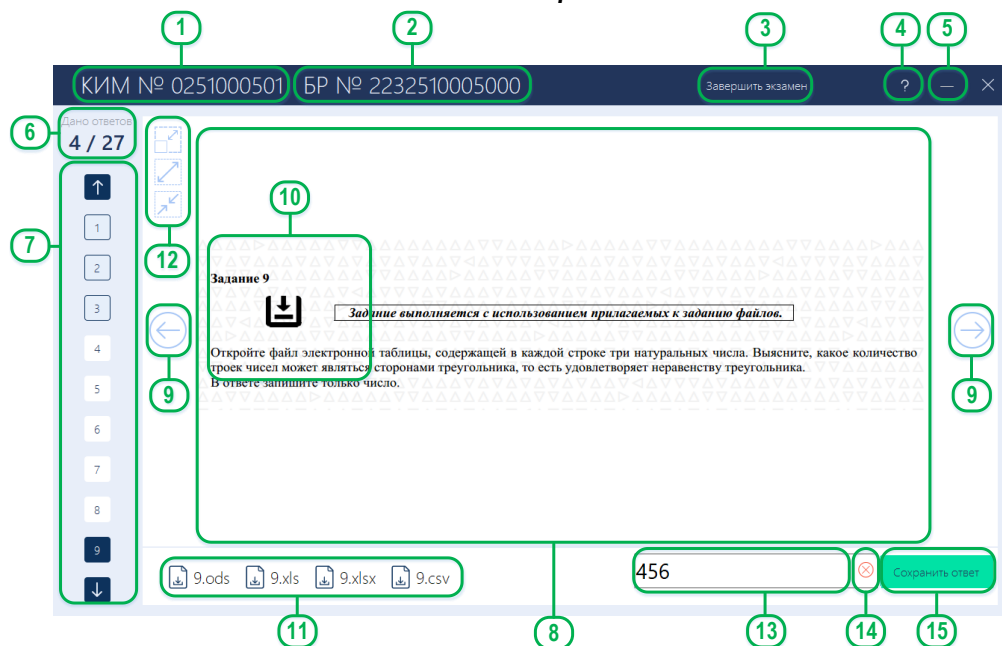 1
2
3
4
5
КИМ № 0251000501
БР № 2232510005000
Завершить экзамен
?
6
Дано ответов
4 / 27
7
1
2
3
4
5
6
7
8
9
12
10
Задание 9
Задание выполняется с использованием прилагаемых к заданию файлов.
Откройте файл электронной таблицы, содержащей в каждой строке три натуральных числа. Выясните, какое количество
троек чисел может являться сторонами треугольника, то есть удовлетворяет неравенству треугольника.
В ответе запишите только число.
9
9
9.ods
9.xls
9.xlsx
9.csv
456
Сохранить ответ
11
8
13
14
15